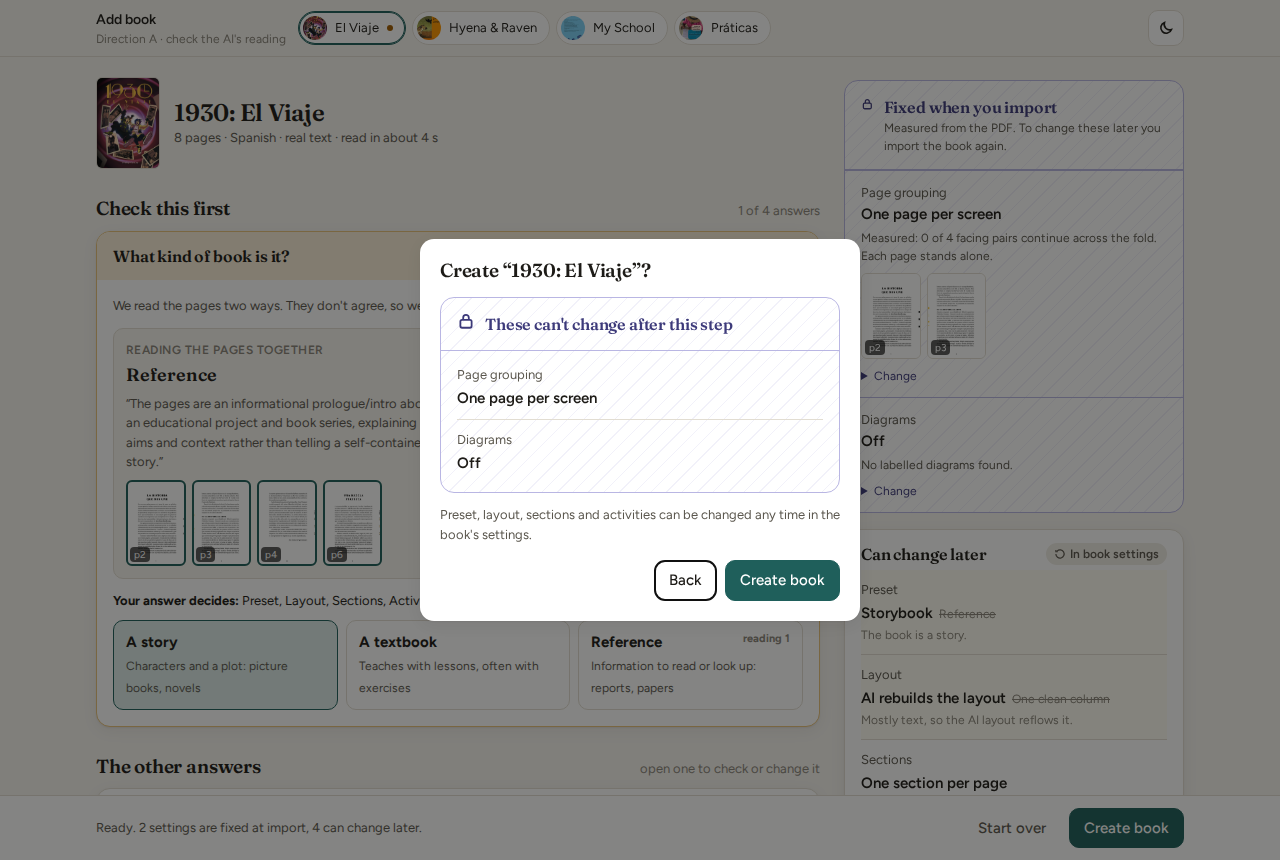 Add book
Direction A · check the AI's reading
El Viaje
Hyena & Raven
My School
Práticas
1930
1930: El Viaje
8 pages · Spanish · real text · read in about 4 s
Check this first
1 of 4 answers
What kind of book is it?
We read the pages two ways. They don't agree, so we
READING THE PAGES TOGETHER
Reference
“The pages are an informational prologue/intro abo
an educational project and book series, explaining
aims and context rather than telling a self-containe
story.”
p2
p3
p4
p6
Your answer decides: Preset, Layout, Sections, Activ
A story
Characters and a plot: picture
books, novels
A textbook
Teaches with lessons, often with
exercises
Reference
reading 1
Information to read or look up:
reports, papers
The other answers
open one to check or change it
Fixed when you import
Measured from the PDF. To change these later you
import the book again.
Page grouping
One page per screen
Measured: 0 of 4 facing pairs continue across the fold.
Each page stands alone.
p2
p3
Change
Diagrams
Off
No labelled diagrams found.
Change
Can change later
In book settings
Preset
Storybook Reference
The book is a story.
Layout
AI rebuilds the layout One clean column
Mostly text, so the AI layout reflows it.
Sections
One section per page
Create “1930: El Viaje”?
These can't change after this step
Page grouping
One page per screen
Diagrams
Off
Preset, layout, sections and activities can be changed any time in the
book's settings.
Back
Create book
Ready. 2 settings are fixed at import, 4 can change later.
Start over
Create book